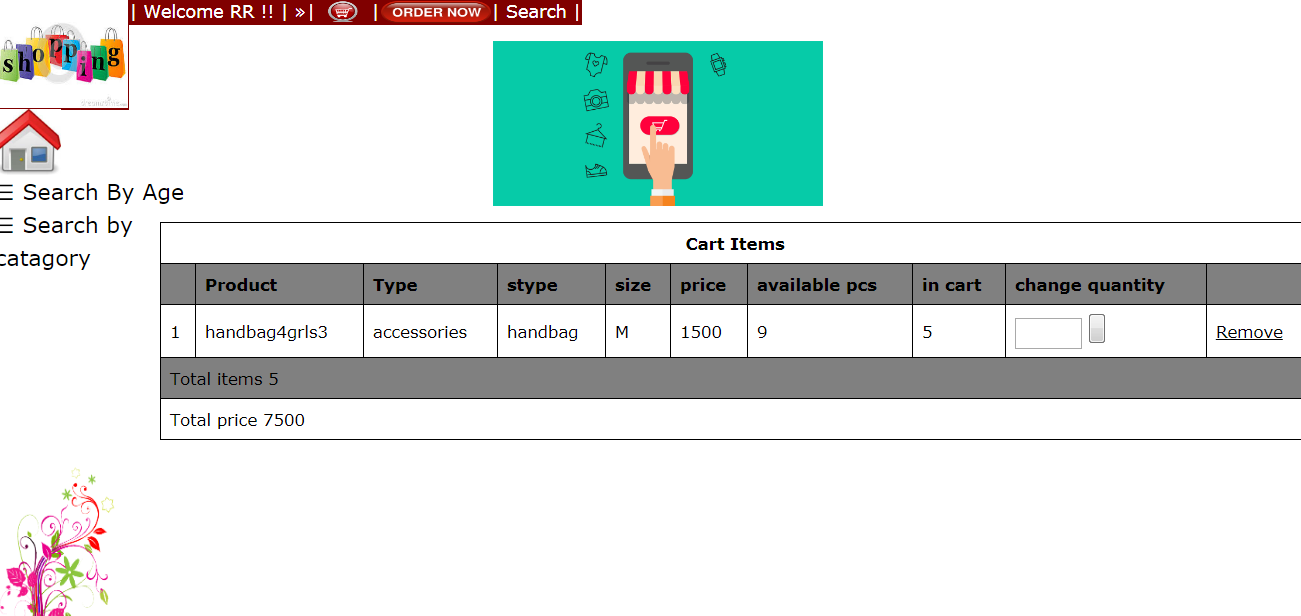 | Welcome RR !! | »| | ORDER NOW | Search |
shopping
☰ Search By Age
☰ Search by
catagory
Cart Items
Product Type stype size price available pcs in cart change quantity
1 handbag4grls3 accessories handbag M 1500 9 5 Remove
Total items 5
Total price 7500